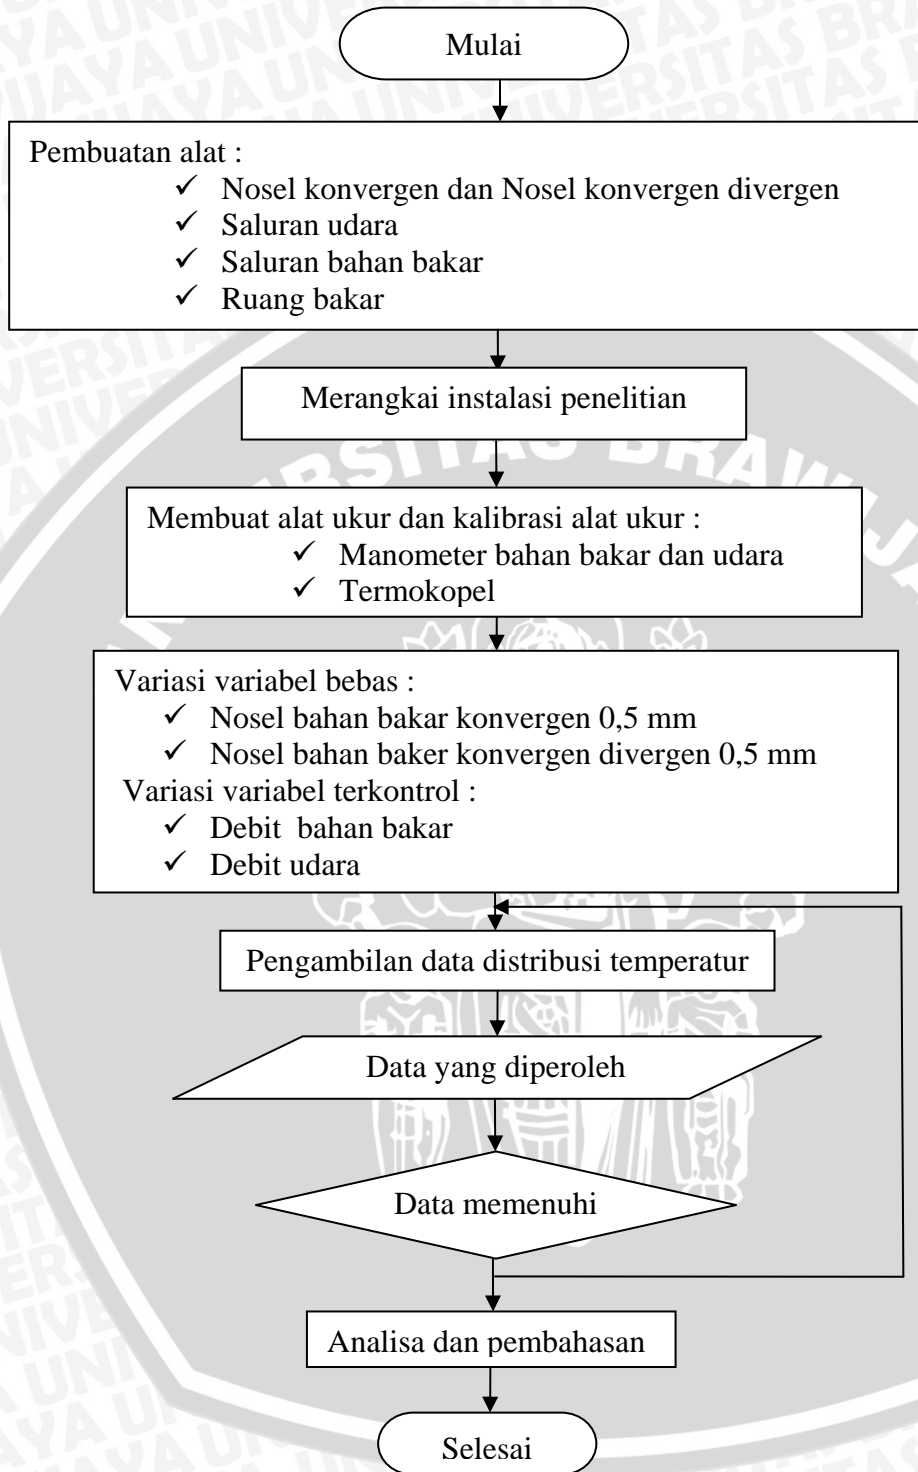 Mulai
Pembuatan alat :
✓ Nosel konvergen dan Nosel konvergen divergen
✓ Saluran udara
✓ Saluran bahan bakar
✓ Ruang bakar
Merangkai instalasi penelitian
Membuat alat ukur dan kalibrasi alat ukur :
✓ Manometer bahan bakar dan udara
✓ Termokopel
Variasi variabel bebas :
✓ Nosel bahan bakar konvergen 0,5 mm
✓ Nosel bahan baker konvergen divergen 0,5 mm
Variasi variabel terkontrol :
✓ Debit bahan bakar
✓ Debit udara
Pengambilan data distribusi temperatur
Data yang diperoleh
Data memenuhi
Analisa dan pembahasan
Selesai